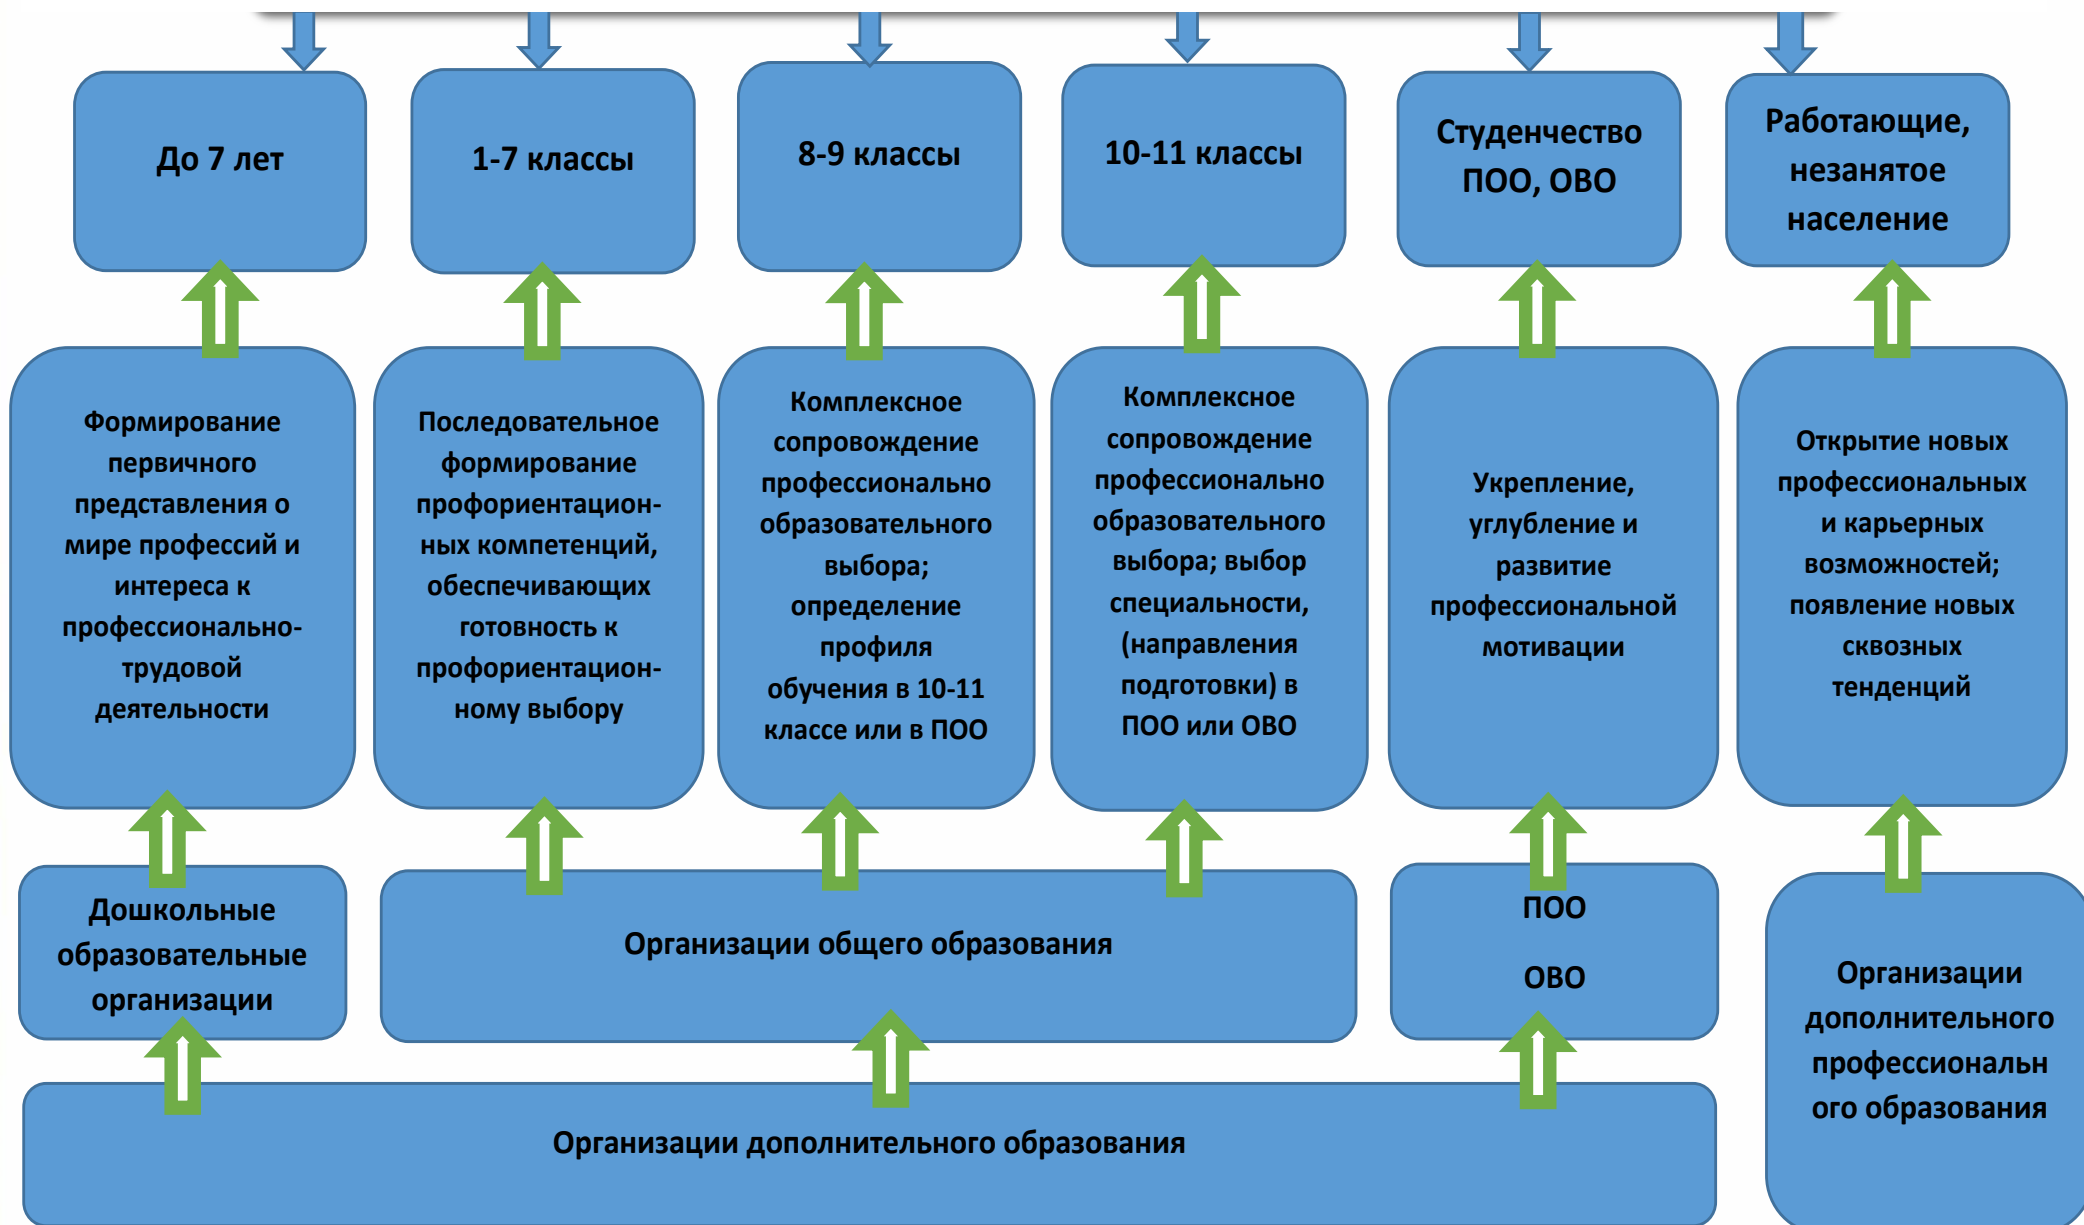 До 7 лет
1-7 классы
8-9 классы
10-11 классы
Студенчество
ПОО, ОВО
Работающие,
незанятое
население
Формирование
первичного
представления о
мире профессий и
интереса к
профессионально-
трудовой
деятельности
Последовательное
формирование
профориентацион-
ных компетенций,
обеспечивающих
готовность к
профориентацион-
ному выбору
Комплексное
сопровождение
профессионально
образовательного
выбора;
определение
профиля
обучения в 10-11
классе или в ПОО
Комплексное
сопровождение
профессионально
образовательного
выбора; выбор
специальности,
(направления
подготовки) в
ПОО или ОВО
Укрепление,
углубление и
развитие
профессиональной
мотивации
Открытие новых
профессиональных
и карьерных
возможностей;
появление новых
сквозных
тенденций
Дошкольные
образовательные
организации
Организации общего образования
ПОО
ОВО
Организации
дополнительного
профессиональн
ого образования
Организации дополнительного образования